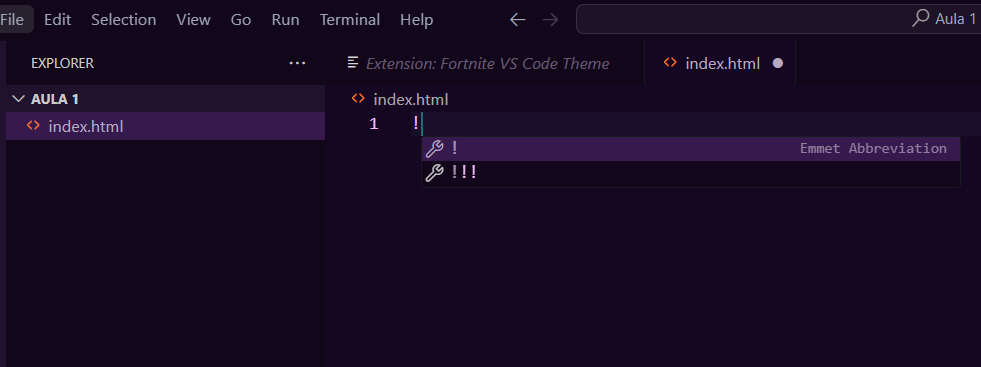 File Edit Selection View Go Run Terminal Help Aula 1
EXPLORER ··· Extension: Fortnite VS Code Theme index.html
AULA 1 index.html
index.html 1 !
! Emmet Abbreviation
!!!